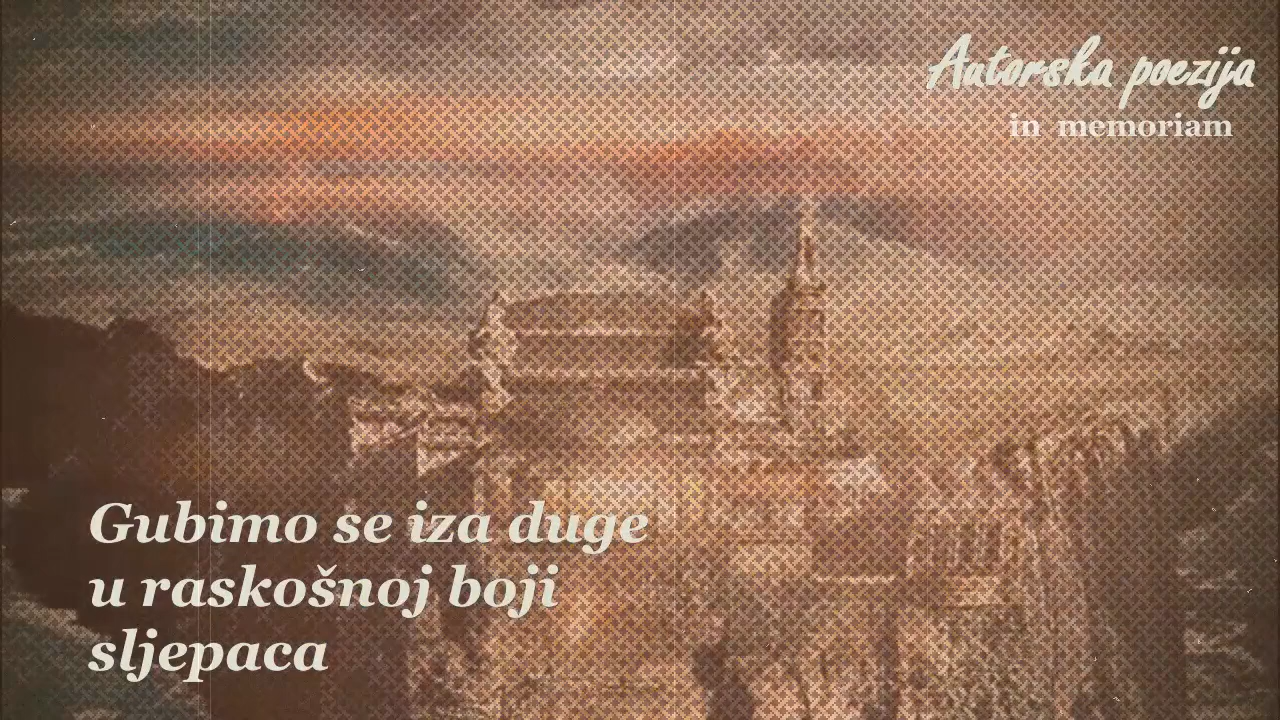 Autorska poezija
in memoriam
Gubimo se iza duge
u raskošnoj boji
sljepaca